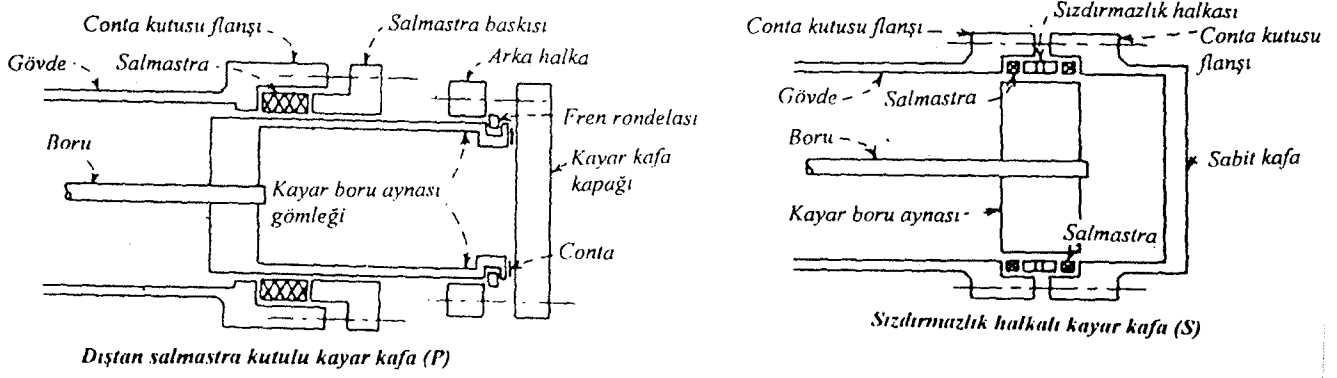 Conta kutusu flanşı
Salmastra baskısı
Gövde
Salmastra
Arka halka
Fren rondelası
Boru
Kayar boru aynası
gömleği
Kayar kafa
kapağı
Conta
Dıştan salmastra kutulu kayar kafa (P)
Sızdırmazlık halkası
Conta kutusu flanşı
Conta kutusu
flanşı
Gövde
Salmastra
Boru
Sabit kafa
Kayar boru aynası
Salmastra
Sızdırmazlık halkalı kayar kafa (S)